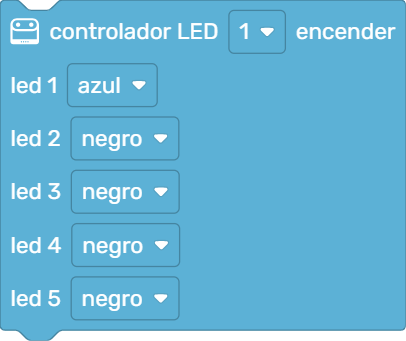 controlador LED 1 encender
led 1 azul
led 2 negro
led 3 negro
led 4 negro
led 5 negro